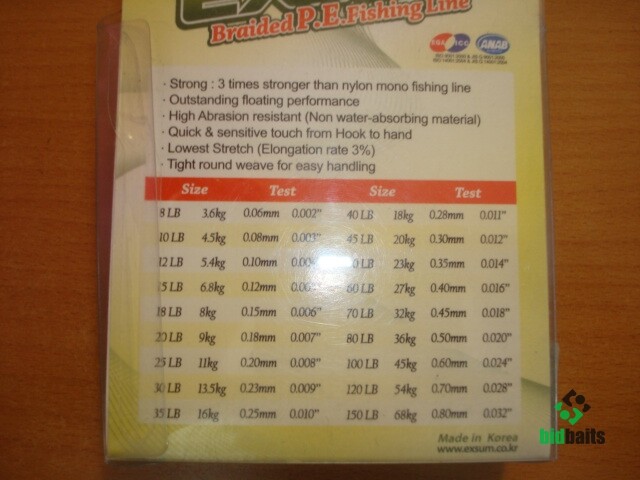 Braided P.E. Fishing Line
ANAB
· Strong : 3 times stronger than nylon mono fishing line
· Outstanding floating performance
· High Abrasion resistant (Non water-absorbing material)
· Quick & sensitive touch from Hook to hand
· Lowest Stretch (Elongation rate 3%)
· Tight round weave for easy handling
Size Test Size Test
8 LB 3.6kg 0.06mm 0.002" 40 LB 18kg 0.28mm 0.011"
10 LB 4.5kg 0.08mm 0.003" 45 LB 20kg 0.30mm 0.012"
12 LB 5.4kg 0.10mm LB 23kg 0.35mm 0.014"
15 LB 6.8kg 0.12mm 60 LB 27kg 0.40mm 0.016"
18 LB 8kg 0.15mm 0.006" 70 LB 32kg 0.45mm 0.018"
20 LB 9kg 0.18mm 0.007" 80 LB 36kg 0.50mm 0.020"
25 LB 11kg 0.20mm 0.008" 100 LB 45kg 0.60mm 0.024"
30 LB 13.5kg 0.23mm 0.009" 120 LB 54kg 0.70mm 0.028"
35 LB 16kg 0.25mm 0.010" 150 LB 68kg 0.80mm 0.032"
Made in Korea
www.exsum.co.kr
bidbaits